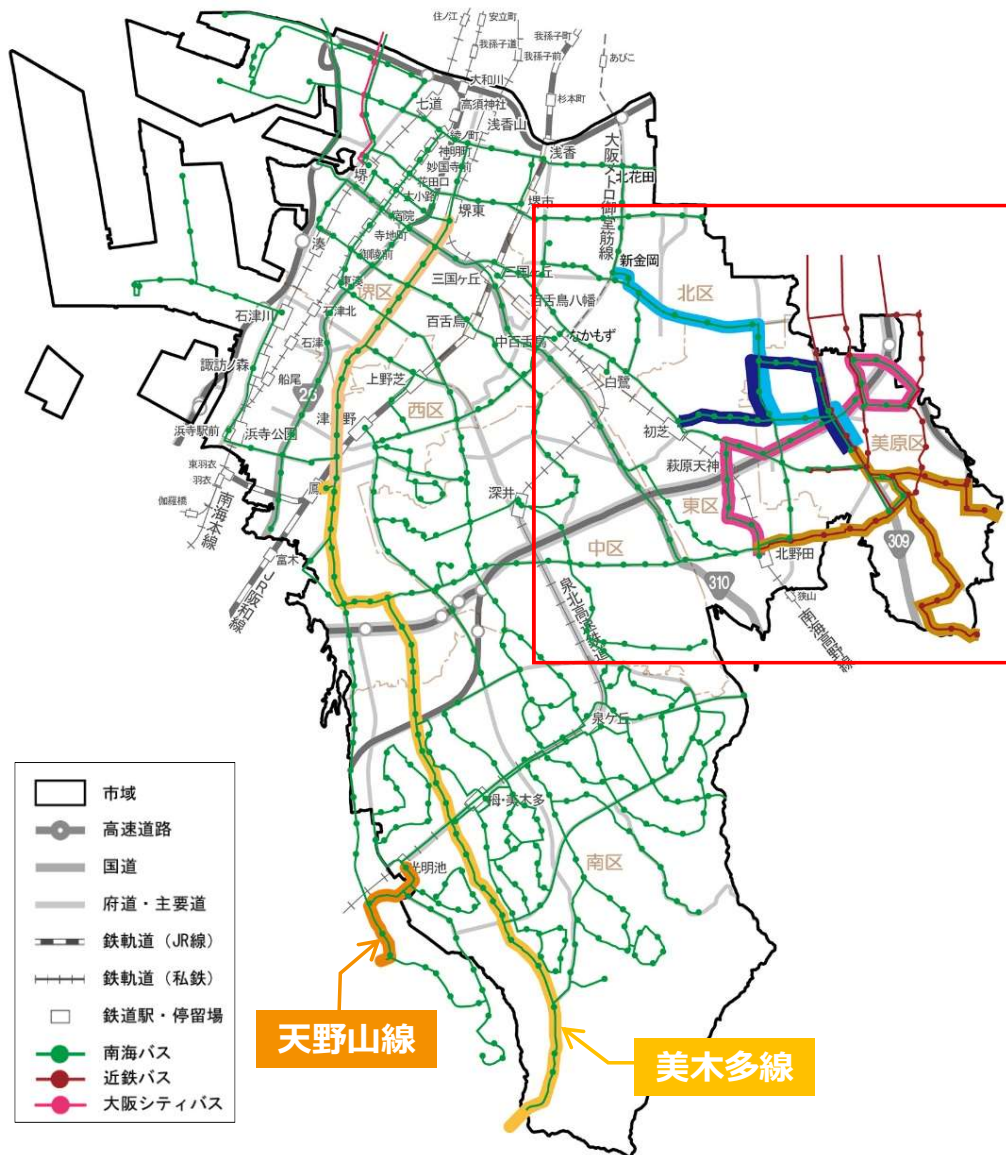 住ノ江
安立町
我孫子道
我孫子町
我孫子前
あびこ
大和川
杉本町
七道
高須神社
浅香山
綾ノ町
神明町
妙国寺前
花田口
大小路
宿院
寺地町
御陵前
東湊
石津北
石津
船尾
堺
湊
石津川
諏訪ノ森
浜寺駅前
浜寺公園
東羽衣
羽衣
伽羅橋
南海本線
浅香
大阪メトロ御堂筋線
北花田
堺市
堺東
新金岡
三国ヶ丘
三国ヶ丘
百舌鳥八幡
百舌鳥
中百舌鳥
なかもず
北区
堺区
白鷺
上野芝
西区
26
津久野
初芝
萩原天神
美原区
鳳
深井
東区
中区
北野田
309
310
富木
JR阪和線
泉北高速鉄道
狭山
南海高野線
泉ケ丘
栂・美木多
光明池
南区
天野山線
美木多線
市域
高速道路
国道
府道・主要道
鉄軌道（JR線）
鉄軌道（私鉄）
鉄道駅・停留場
南海バス
近鉄バス
大阪シティバス